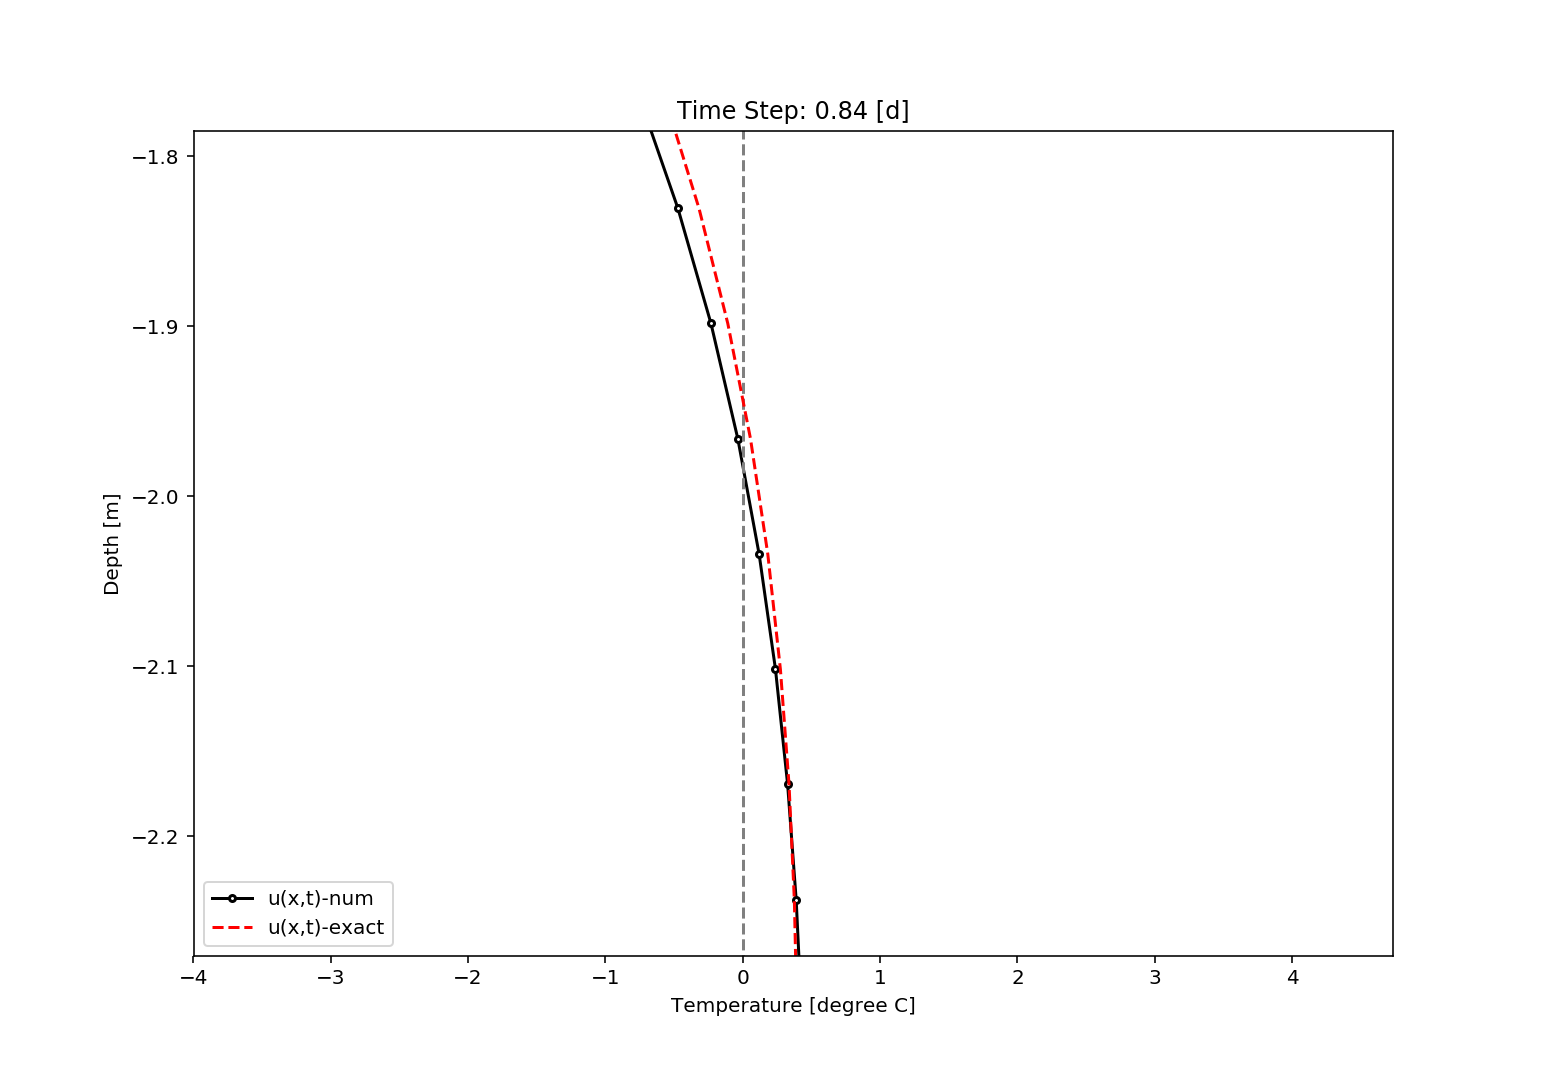 Time Step: 0.84 [d]
−1.8
−1.9
−2.0
−2.1
−2.2
Depth [m]
u(x,t)-num
u(x,t)-exact
−4
−3
−2
−1
0
1
2
3
4
Temperature [degree C]